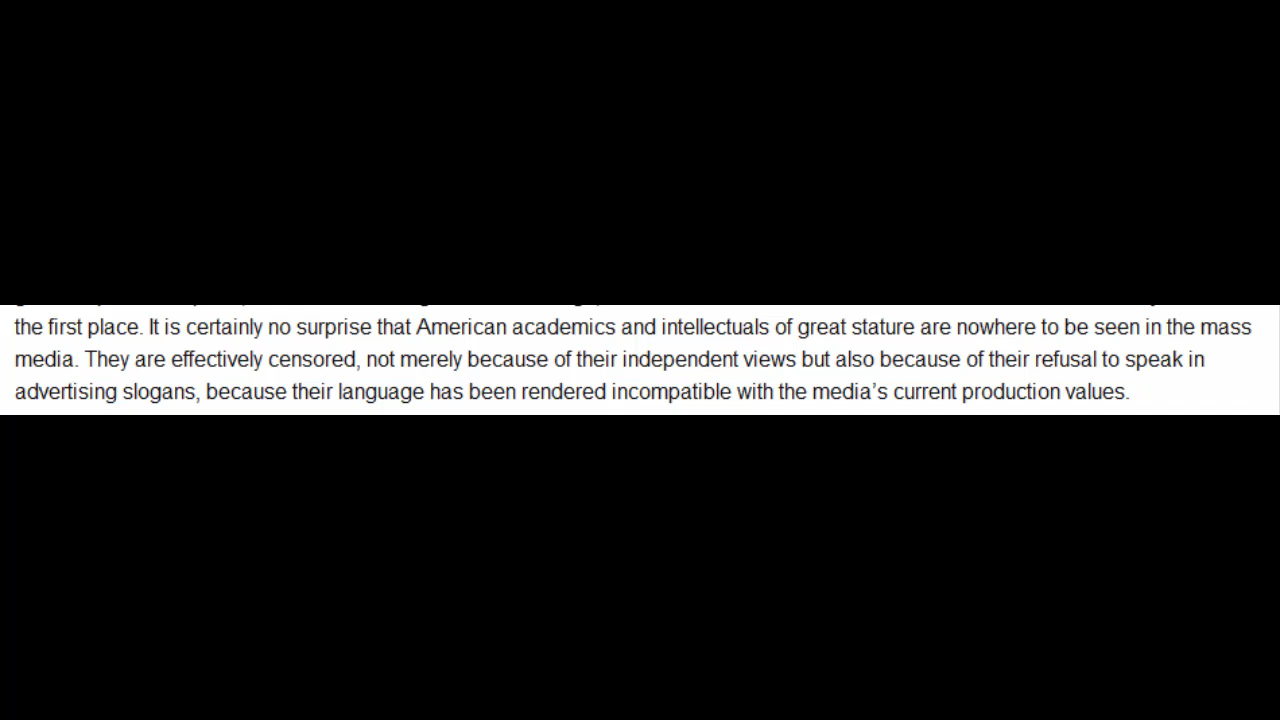 the first place. It is certainly no surprise that American academics and intellectuals of great stature are nowhere to be seen in the mass
media. They are effectively censored, not merely because of their independent views but also because of their refusal to speak in
advertising slogans, because their language has been rendered incompatible with the media’s current production values.